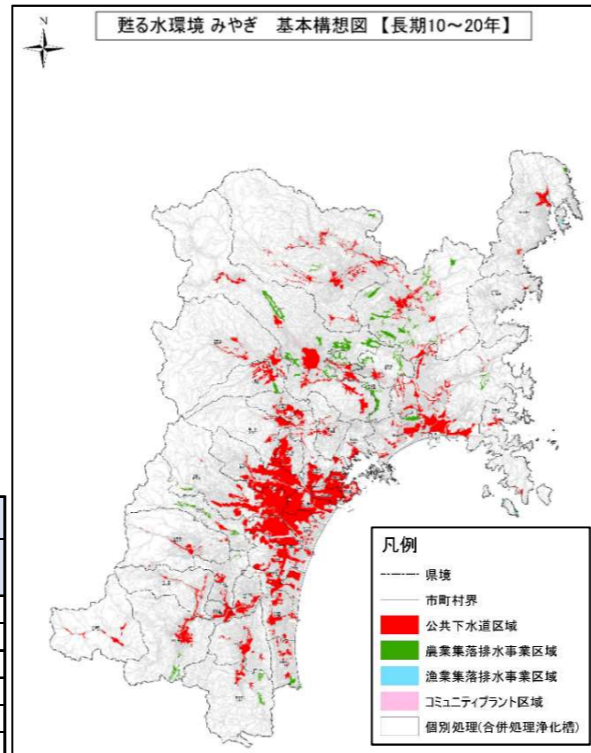 甦る水環境 みやぎ 基本構想図 【長期10～20年】
N
凡例
県境
市町村界
公共下水道区域
農業集落排水事業区域
漁業集落排水事業区域
コミュニティプラント区域
個別処理(合併処理浄化槽)